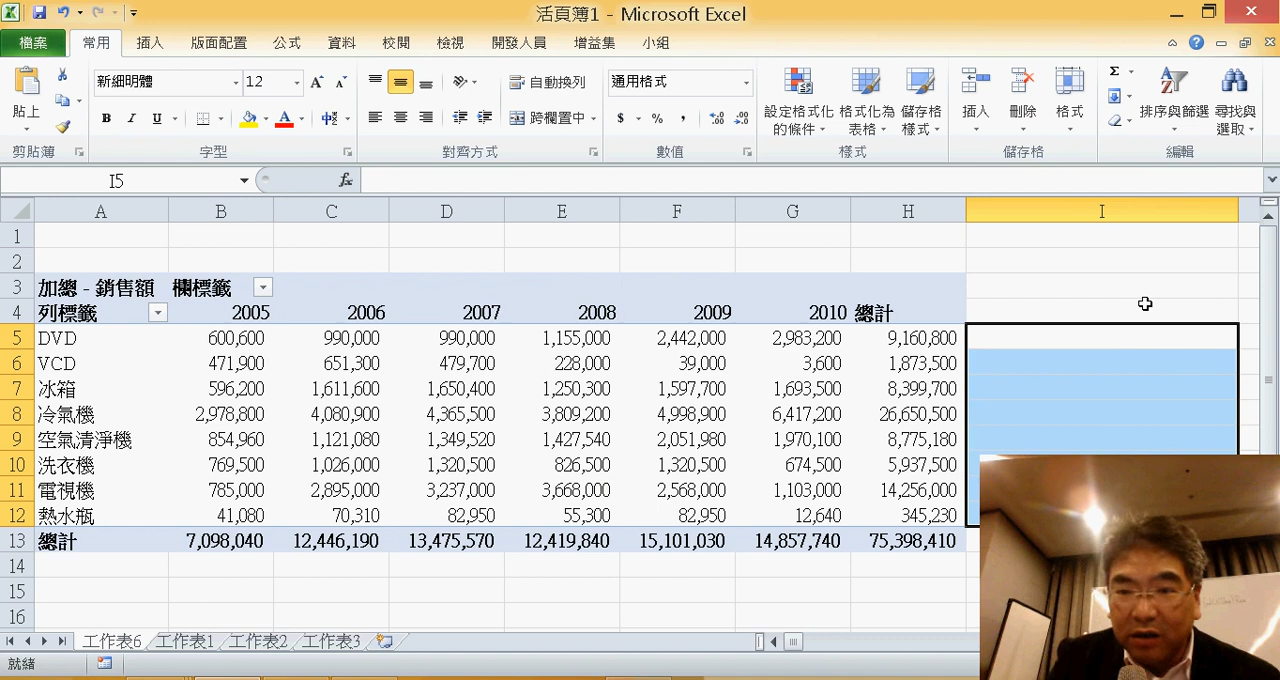 活頁簿1 - Microsoft Excel
檔案 常用 插入 版面配置 公式 資料 校閱 檢視 開發人員 增益集 小組
貼上
剪貼簿
新細明體 12
B I U A
字型
自動換列
跨欄置中
對齊方式
通用格式
$ % ,
數值
設定格式化的條件
格式化為表格
儲存格樣式
樣式
插入 刪除 格式
儲存格
排序與篩選
尋找與選取
編輯
I5 fx
A B C D E F G H I
1
2
3 加總 - 銷售額 欄標籤
4 列標籤 2005 2006 2007 2008 2009 2010 總計
5 DVD 600,600 990,000 990,000 1,155,000 2,442,000 2,983,200 9,160,800
6 VCD 471,900 651,300 479,700 228,000 39,000 3,600 1,873,500
7 冰箱 596,200 1,611,600 1,650,400 1,250,300 1,597,700 1,693,500 8,399,700
8 冷氣機 2,978,800 4,080,900 4,365,500 3,809,200 4,998,900 6,417,200 26,650,500
9 空氣清淨機 854,960 1,121,080 1,349,520 1,427,540 2,051,980 1,970,100 8,775,180
10 洗衣機 769,500 1,026,000 1,320,500 826,500 1,320,500 674,500 5,937,500
11 電視機 785,000 2,895,000 3,237,000 3,668,000 2,568,000 1,103,000 14,256,000
12 熱水瓶 41,080 70,310 82,950 55,300 82,950 12,640 345,230
13 總計 7,098,040 12,446,190 13,475,570 12,419,840 15,101,030 14,857,740 75,398,410
14
15
16
工作表6 工作表1 工作表2 工作表3
就緒